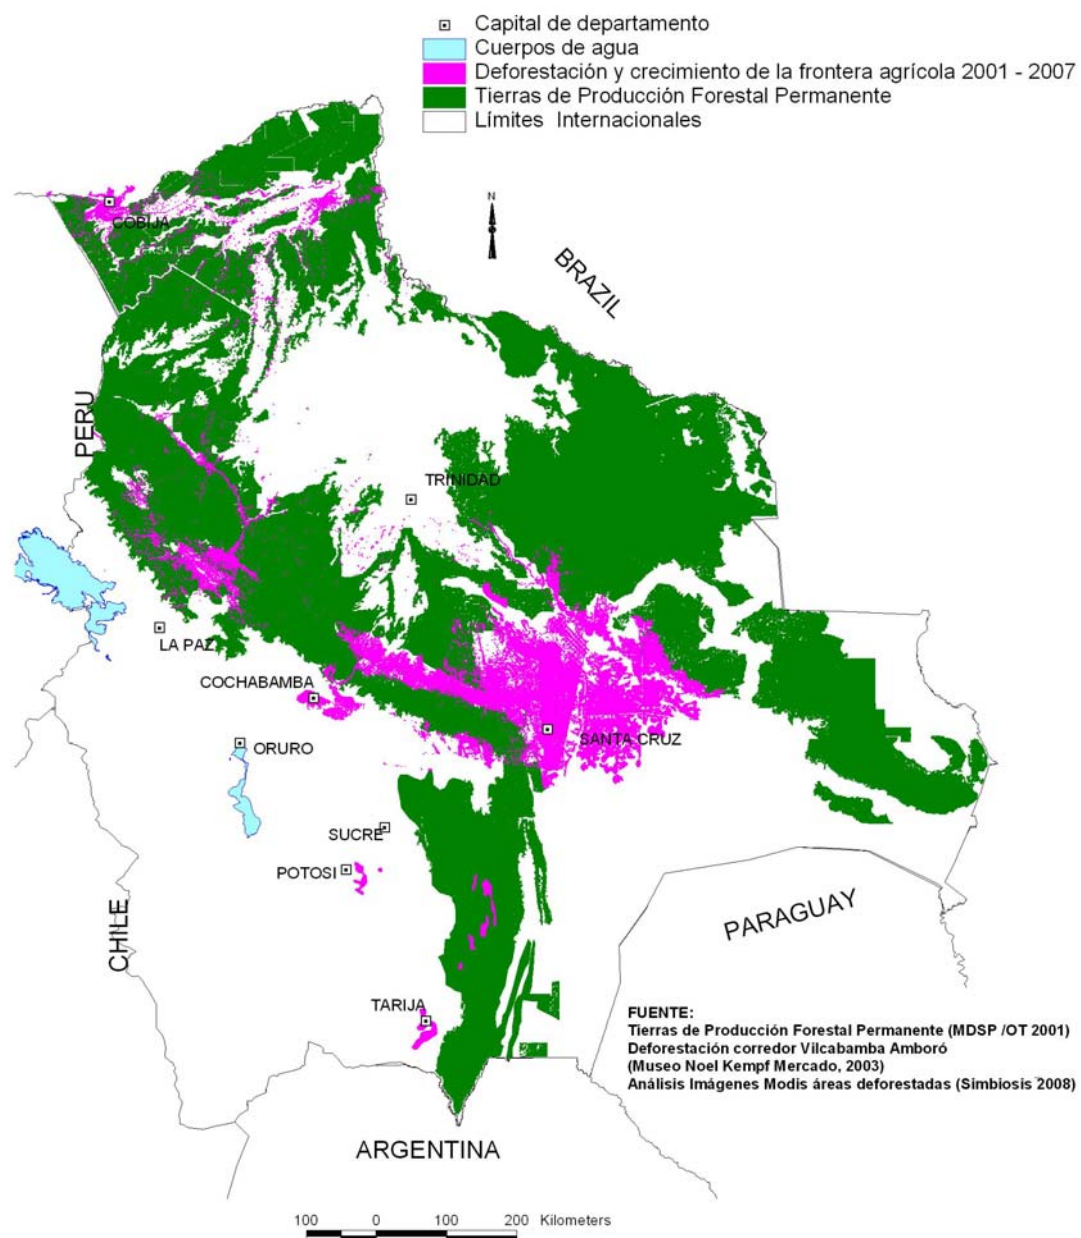 Capital de departamento
Cuerpos de agua
Deforestación y crecimiento de la frontera agrícola 2001 - 2007
Tierras de Producción Forestal Permanente
Límites Internacionales
N
COBIJA
BRAZIL
PERU
TRINIDAD
LA PAZ
COCHABAMBA
ORURO
SANTA CRUZ
SUCRE
POTOSI
CHILE
PARAGUAY
TARIJA
FUENTE:
Tierras de Producción Forestal Permanente (MDSP /OT 2001)
Deforestación corredor Vilcabamba Amboró
(Museo Noel Kempf Mercado, 2003)
Análisis Imágenes Modis áreas deforestadas (Simbiosis 2008)
ARGENTINA
100 0 100 200 Kilometers